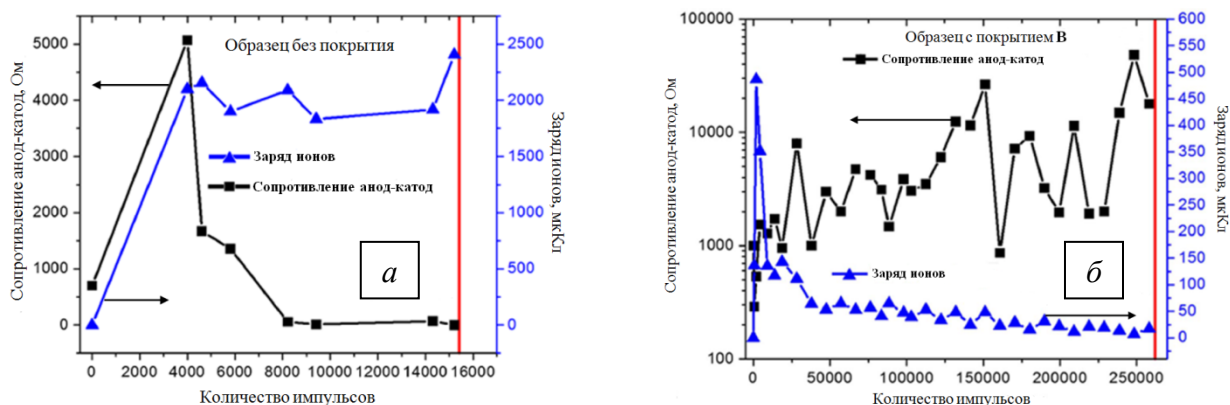 Образец без покрытия
Сопротивление анод-катод, Ом
5000
4000
3000
2000
1000
0
Заряд ионов
Сопротивление анод-катод
а
2500
2000
1500
1000
500
0
Заряд ионов, мкКл
0 2000 4000 6000 8000 10000 12000 14000 16000
Количество импульсов
Образец с покрытием В
Сопротивление анод-катод
Сопротивление анод-катод, Ом
100000
10000
1000
100
Заряд ионов
б
600
550
500
450
400
350
300
250
200
150
100
50
0
Заряд ионов, мкКл
0 50000 100000 150000 200000 250000
Количество импульсов